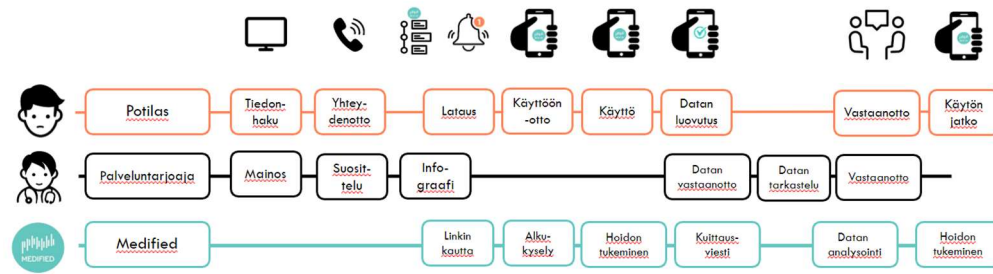 1
Potilas
Tiedon-
haku
Yhtey-
denotto
Lataus
Käyttöön
-otto
Käyttö
Datan
luovutus
Vastaanotto
Käytön
jatko
Palveluntarjoaja
Mainos
Suosit-
telu
Info-
graafi
Datan
vastaanotto
Datan
tarkastelu
Vastaanotto
MEDIFIED
Medified
Linkin
kautta
Alku-
kysely
Hoidon
tukeminen
Kuittaus-
viesti
Datan
analysointi
Hoidon
tukeminen